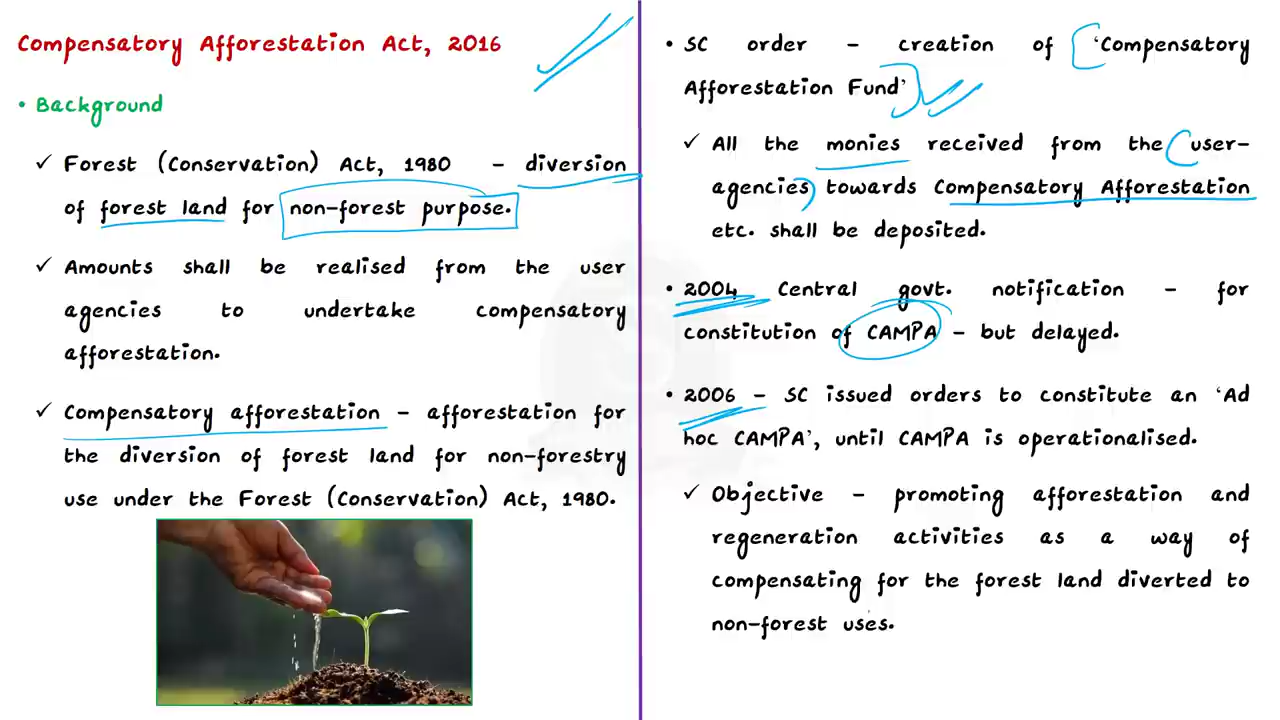 Compensatory Afforestation Act, 2016
• Background
✓ Forest (Conservation) Act, 1980 – diversion
of forest land for non-forest purpose.
✓ Amounts shall be realised from the user
agencies to undertake compensatory
afforestation.
✓ Compensatory afforestation – afforestation for
the diversion of forest land for non-forestry
use under the Forest (Conservation) Act, 1980.
• SC order – creation of ‘Compensatory
Afforestation Fund’
✓ All the monies received from the user-
agencies towards Compensatory Afforestation
etc. shall be deposited.
• 2004 Central govt. notification – for
constitution of CAMPA – but delayed.
• 2006 – SC issued orders to constitute an ‘Ad
hoc CAMPA’, until CAMPA is operationalised.
✓ Objective – promoting afforestation and
regeneration activities as a way of
compensating for the forest land diverted to
non-forest uses.